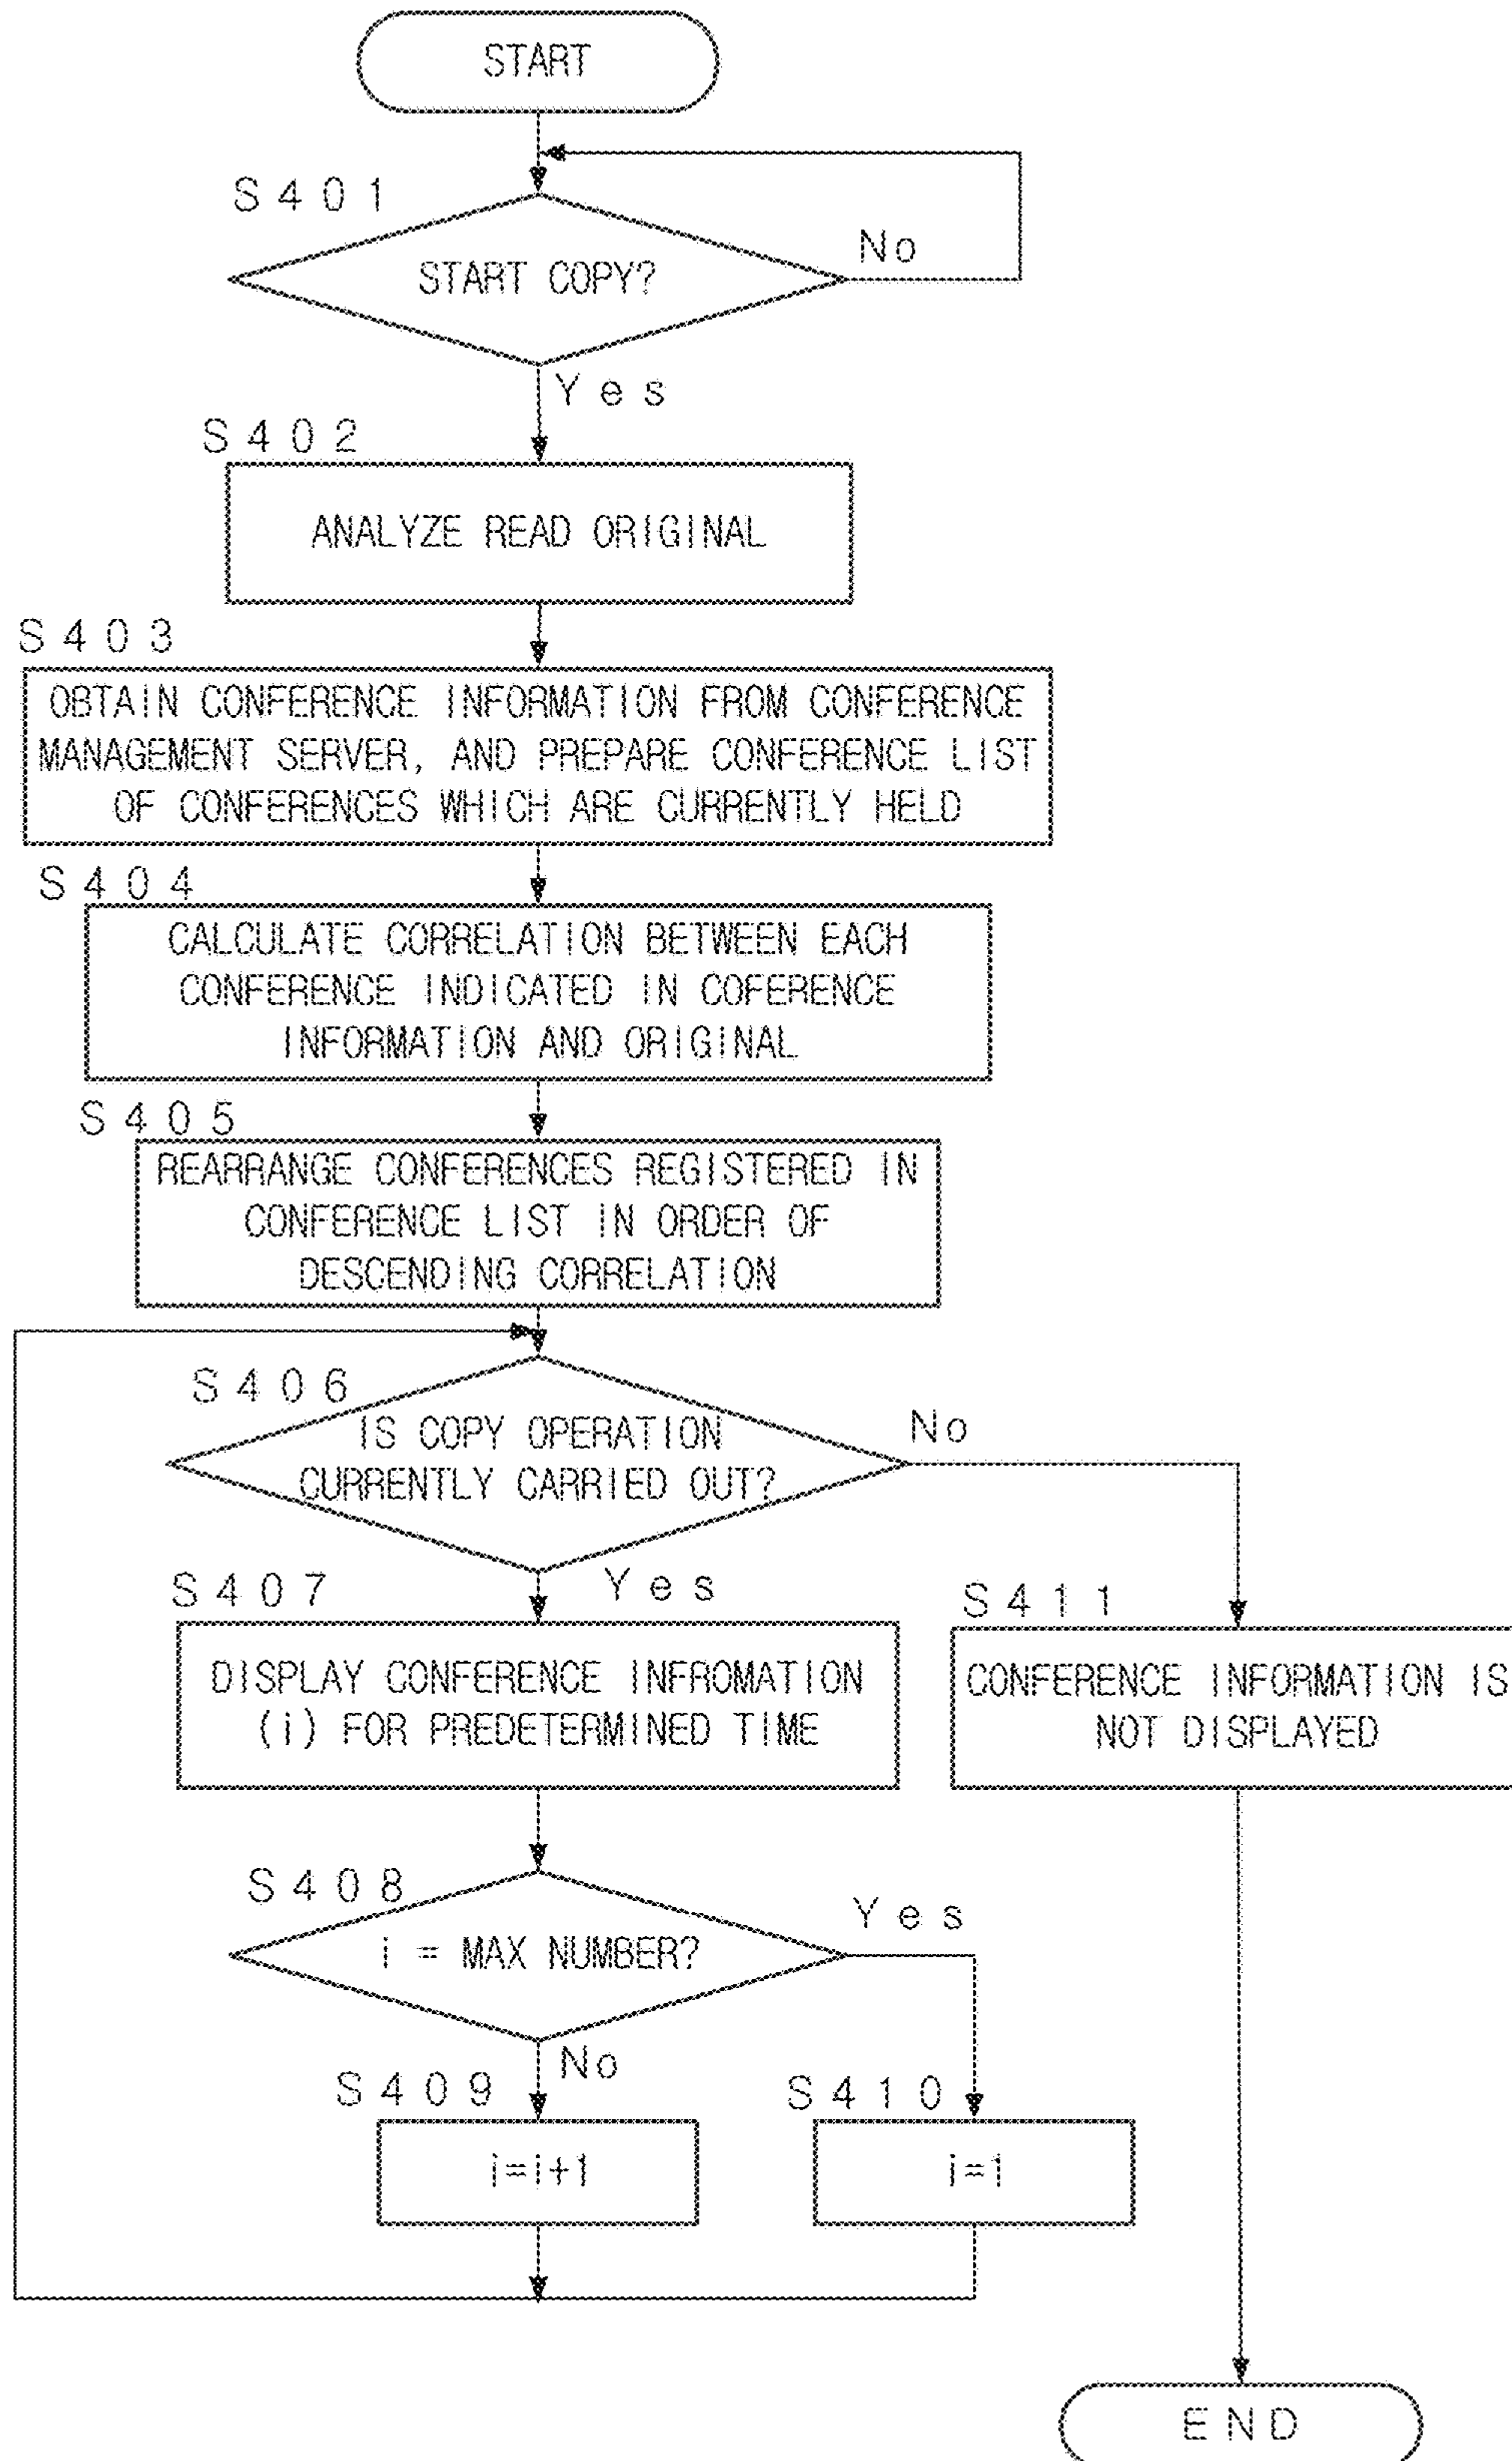 START
S401
No
START COPY?
Yes
S402
ANALYZE READ ORIGINAL
S403
OBTAIN CONFERENCE INFORMATION FROM CONFERENCE
MANAGEMENT SERVER, AND PREPARE CONFERENCE LIST
OF CONFERENCES WHICH ARE CURRENTLY HELD
S404
CALCULATE CORRELATION BETWEEN EACH
CONFERENCE INDICATED IN COFERENCE
INFORMATION AND ORIGINAL
S405
REARRANGE CONFERENCES REGISTERED IN
CONFERENCE LIST IN ORDER OF
DESCENDING CORRELATION
S406
No
IS COPY OPERATION
CURRENTLY CARRIED OUT?
Yes
S407
DISPLAY CONFERENCE INFROMATION
(i) FOR PREDETERMINED TIME
S411
CONFERENCE INFORMATION IS
NOT DISPLAYED
S408
Yes
i = MAX NUMBER?
No
S409
i=i+1
S410
i=1
END